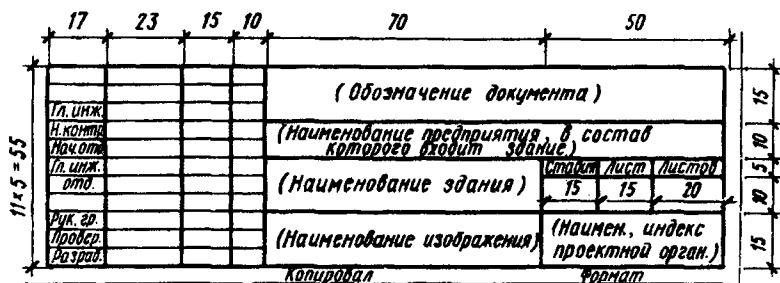 17 23 15 10 70 50
(Обозначение документа)
15
Гл. инж.
Н. контр
(Наименование предприятия, в состав
которого входит здание)
10
Нач. отд.
Гл. инж.
отд.
(Наименование здания)
Стадия Лист Листов
5
15 15 20
10
11×5=55
Рук. гр.
Провер.
Разраб.
(Наименование изображения)
(Наимен., индекс
проектной орган.)
15
Копировал Формат